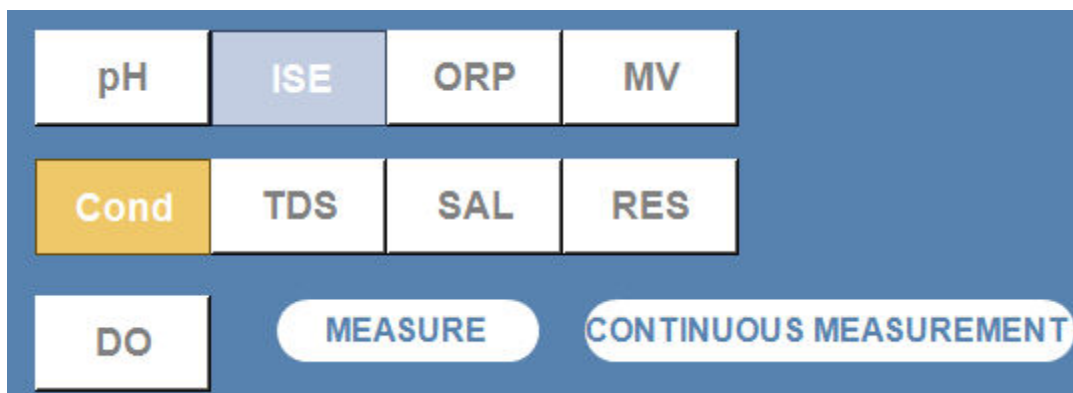 pH ISE ORP MV
Cond TDS SAL RES
DO MEASURE CONTINUOUS MEASUREMENT